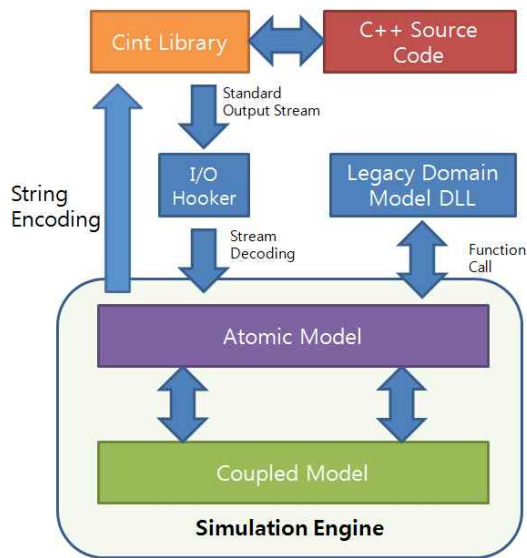 Cint Library
C++ Source
Code
Standard
Output Stream
I/O
Hooker
Legacy Domain
Model DLL
String
Encoding
Stream
Decoding
Function
Call
Atomic Model
Coupled Model
Simulation Engine